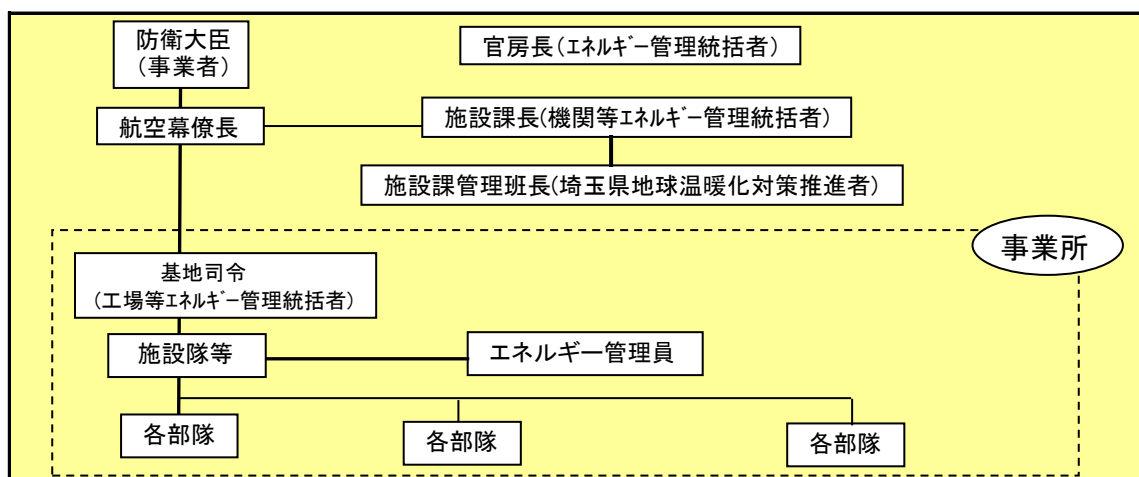 防衛大臣
(事業者)
官房長(エネルギー管理統括者)
航空幕僚長
施設課長(機関等エネルギー管理統括者)
施設課管理班長(埼玉県地球温暖化対策推進者)
事業所
基地司令
(工場等エネルギー管理統括者)
施設隊等
エネルギー管理員
各部隊
各部隊
各部隊